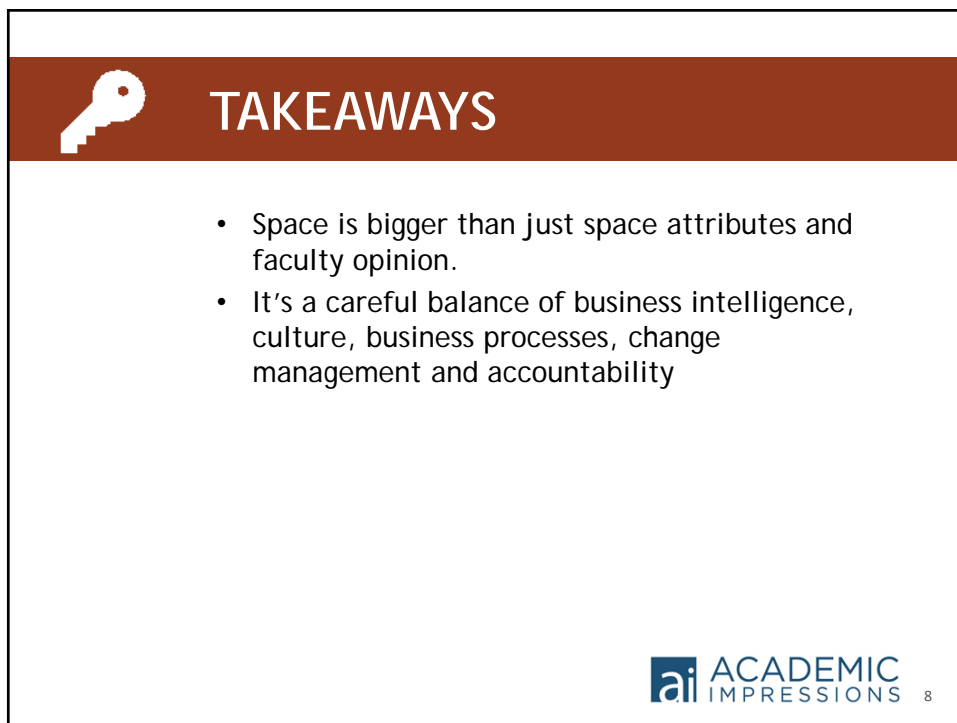 TAKEAWAYS
• Space is bigger than just space attributes and
faculty opinion.
• It’s a careful balance of business intelligence,
culture, business processes, change
management and accountability
ai ACADEMIC
IMPRESSIONS
8